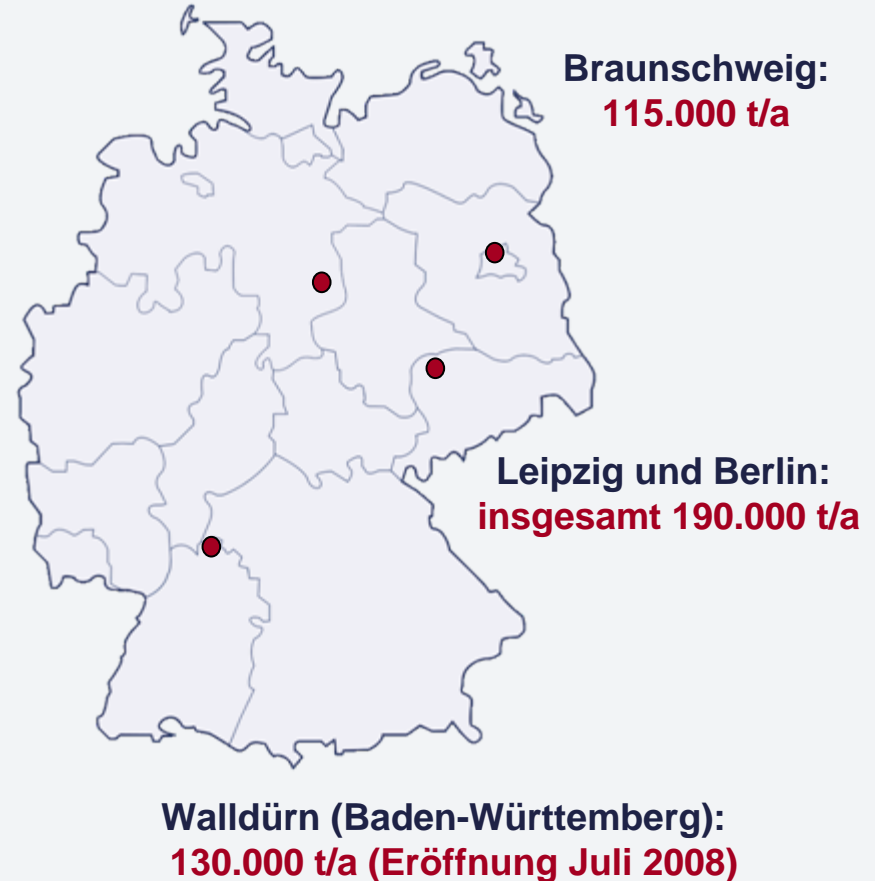 Braunschweig:
115.000 t/a
Leipzig und Berlin:
insgesamt 190.000 t/a
Walldürn (Baden-Württemberg):
130.000 t/a (Eröffnung Juli 2008)